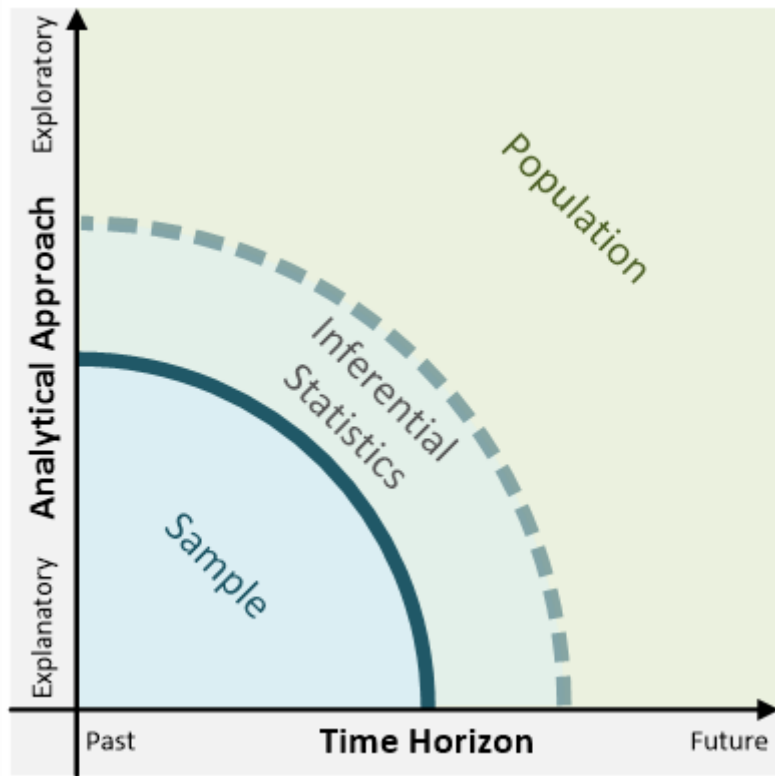 Exploratory
Analytical Approach
Explanatory
Population
Inferential
Statistics
Sample
Past
Time Horizon
Future